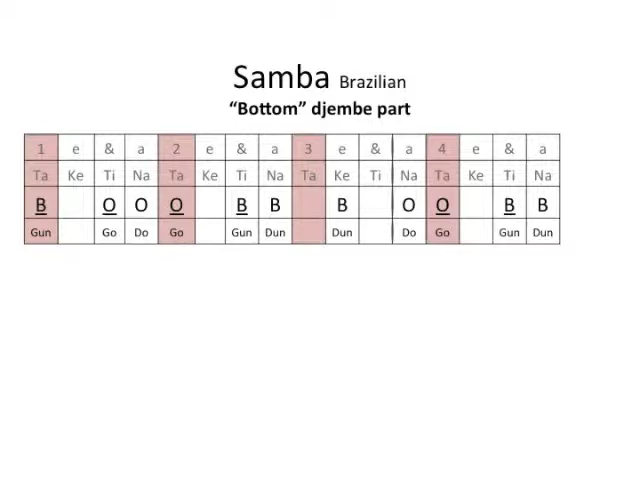 Samba Brazilian
“Bottom” djembe part
1 e & a 2 e & a 3 e & a 4 e & a
Ta Ke Ti Na Ta Ke Ti Na Ta Ke Ti Na Ta Ke Ti Na
B O O O B B B O O B B
Gun Go Do Go Gun Dun Dun Do Go Gun Dun